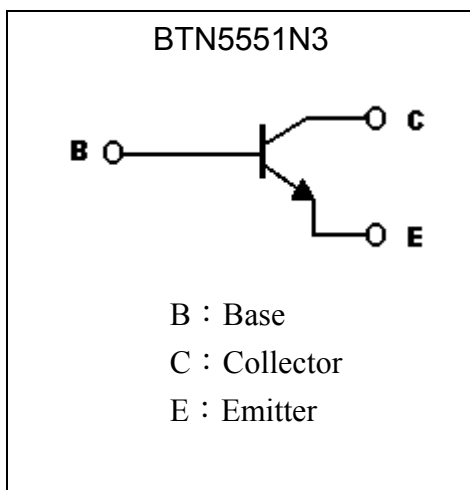 BTN5551N3
C
B
E
B：Base
C：Collector
E：Emitter